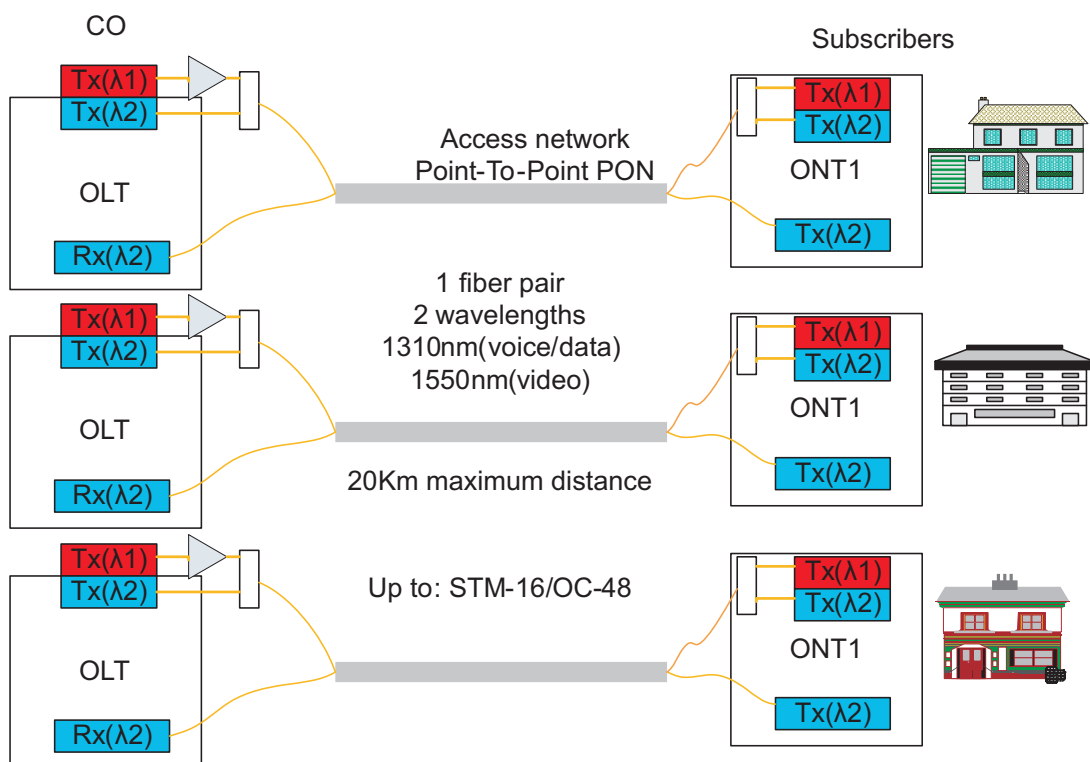 CO
Subscribers
Tx(λ1)
Tx(λ2)
OLT
Rx(λ2)
Access network
Point-To-Point PON
Tx(λ1)
Tx(λ2)
ONT1
Tx(λ2)
1 fiber pair
2 wavelengths
1310nm(voice/data)
1550nm(video)
Tx(λ1)
Tx(λ2)
OLT
Rx(λ2)
20Km maximum distance
Tx(λ1)
Tx(λ2)
ONT1
Tx(λ2)
Tx(λ1)
Tx(λ2)
OLT
Rx(λ2)
Up to: STM-16/OC-48
Tx(λ1)
Tx(λ2)
ONT1
Tx(λ2)